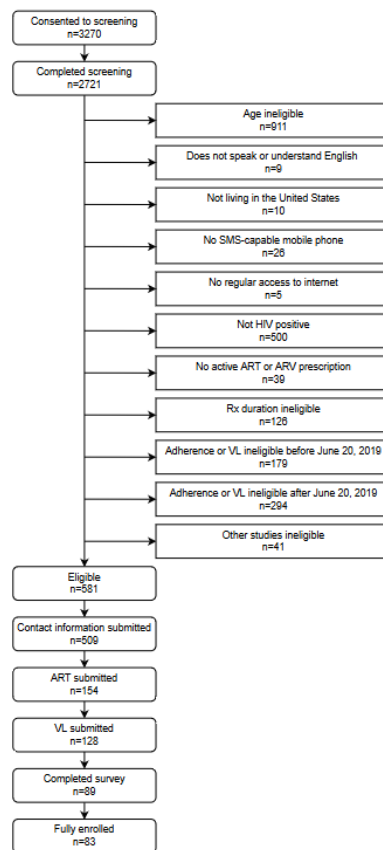 Consented to screening
n=3270
Completed screening
n=2721
Age ineligible
n=911
Does not speak or understand English
n=9
Not living in the United States
n=10
No SMS-capable mobile phone
n=26
No regular access to internet
n=5
Not HIV positive
n=500
No active ART or ARV prescription
n=39
Rx duration ineligible
n=126
Adherence or VL ineligible before June 20, 2019
n=179
Adherence or VL ineligible after June 20, 2019
n=294
Other studies ineligible
n=41
Eligible
n=581
Contact information submitted
n=509
ART submitted
n=154
VL submitted
n=128
Completed survey
n=89
Fully enrolled
n=83